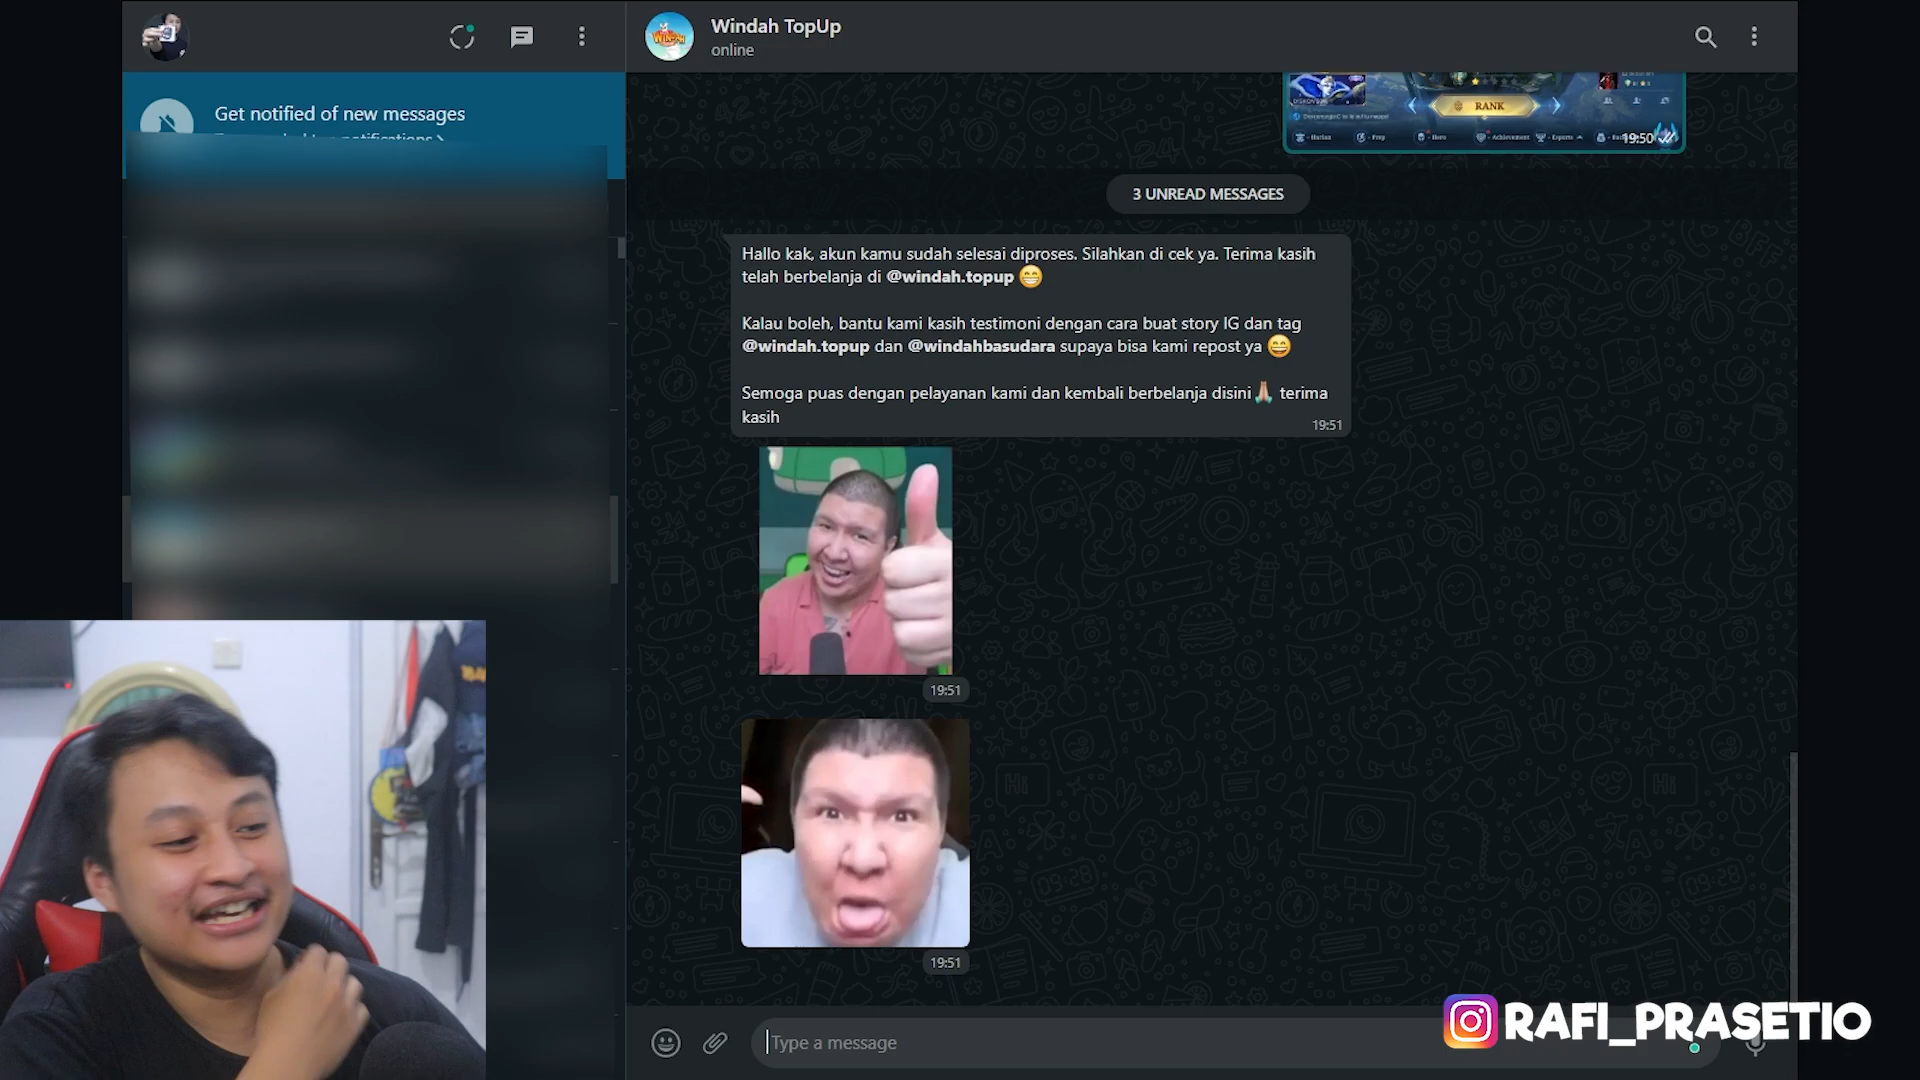 Windah TopUp
online
Get notified of new messages
RANK
19:50
3 UNREAD MESSAGES
Hallo kak, akun kamu sudah selesai diproses. Silahkan di cek ya. Terima kasih
telah berbelanja di @windah.topup 😁
Kalau boleh, bantu kami kasih testimoni dengan cara buat story IG dan tag
@windah.topup dan @windahbasudara supaya bisa kami repost ya 😄
Semoga puas dengan pelayanan kami dan kembali berbelanja disini🙏🏼 terima
kasih
19:51
19:51
19:51
Type a message
RAFI_PRASETIO